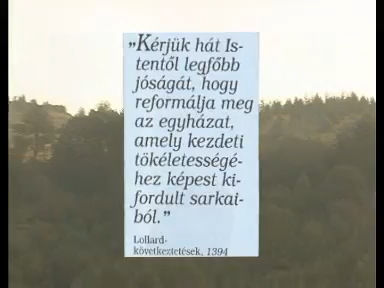 „Kérjük hát Is-
tentől legfőbb
jóságát, hogy
reformálja meg
az egyházat,
amely kezdeti
tökéletességé-
hez képest ki-
fordult sarkai-
ból.”
Lollard-
következtetések, 1394